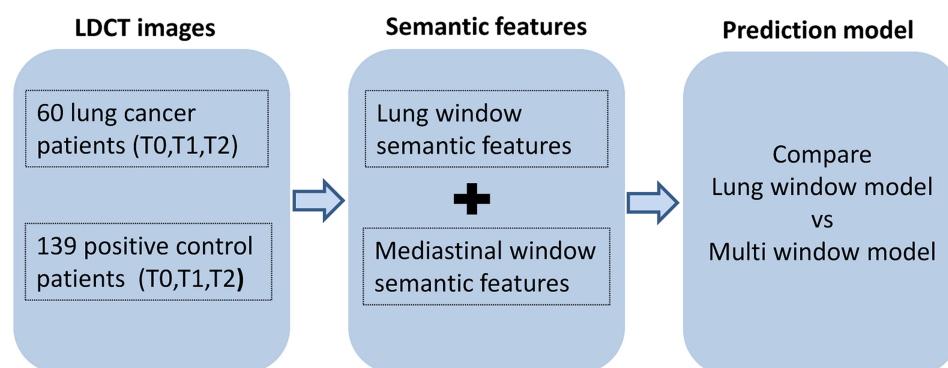 LDCT images
60 lung cancer
patients (T0,T1,T2)
139 positive control
patients (T0,T1,T2)
Semantic features
Lung window
semantic features
+
Mediastinal window
semantic features
Prediction model
Compare
Lung window model
vs
Multi window model